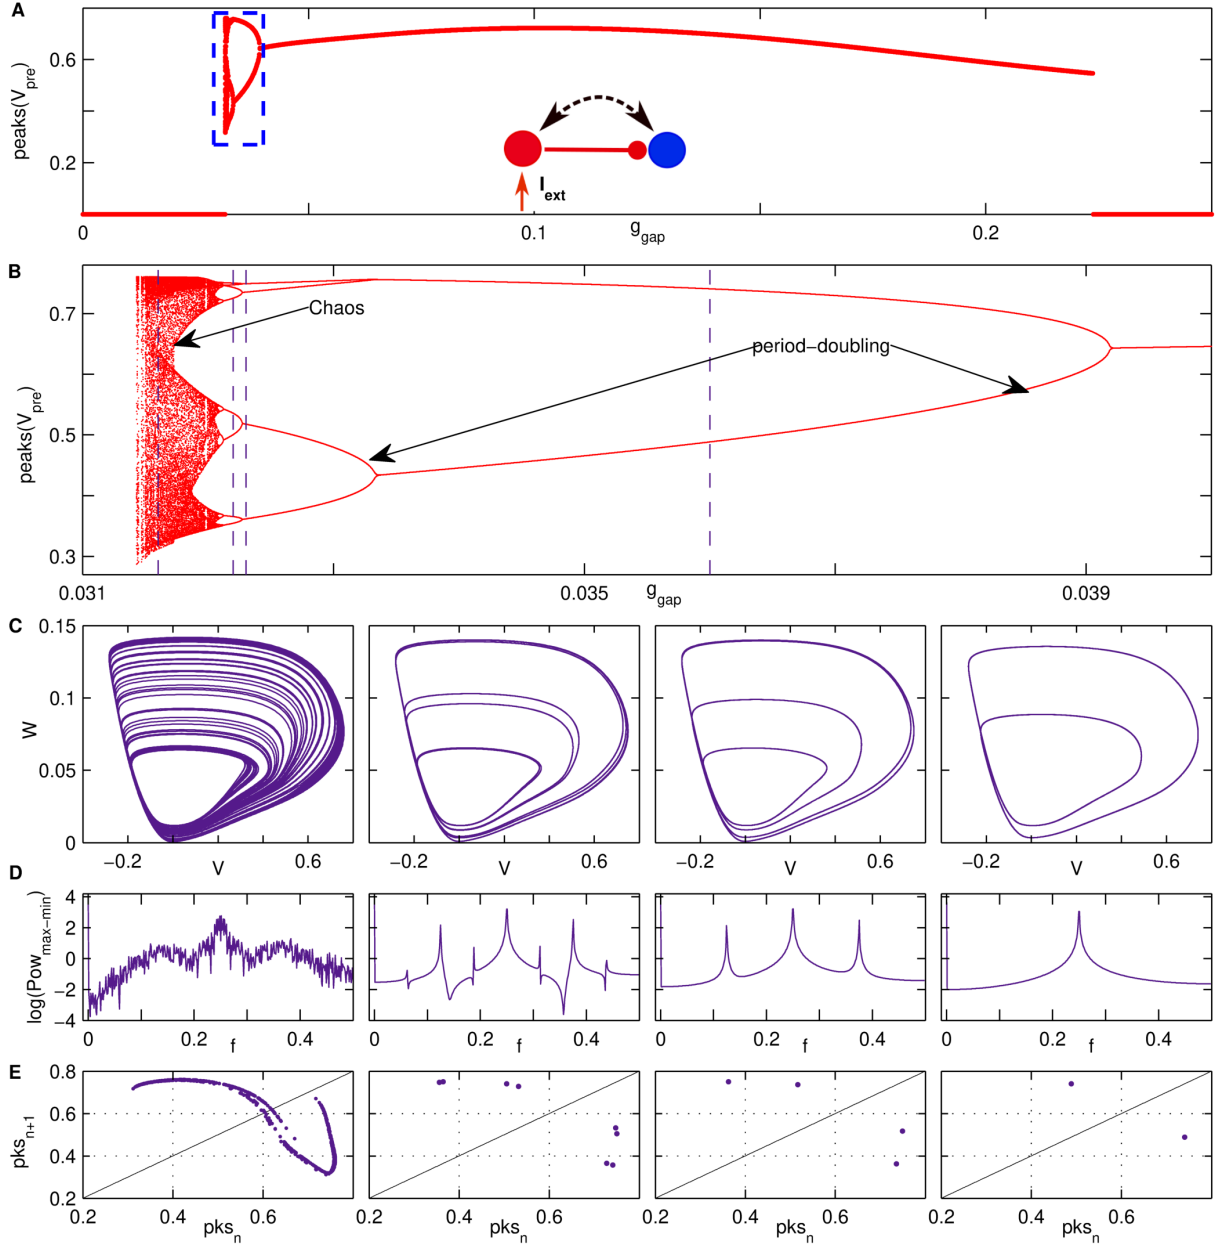 A
peaks(V_pre)
0.6
0.2
I_ext
0
0.1
g_gap
0.2
B
peaks(V_pre)
0.7
0.5
0.3
Chaos
period−doubling
0.031
0.035
g_gap
0.039
C
W
0.15
0.1
0.05
0
−0.2 V 0.6
−0.2 V 0.6
−0.2 V 0.6
−0.2 V 0.6
D
log(Pow_max−min)
4
2
0
−2
−4
0 0.2 f 0.4
0 0.2 f 0.4
0 0.2 f 0.4
0 0.2 f 0.4
E
pks_n+1
0.8
0.6
0.4
0.2
0.2 0.4 pks_n 0.6
0.2 0.4 pks_n 0.6
0.2 0.4 pks_n 0.6
0.2 0.4 pks_n 0.6